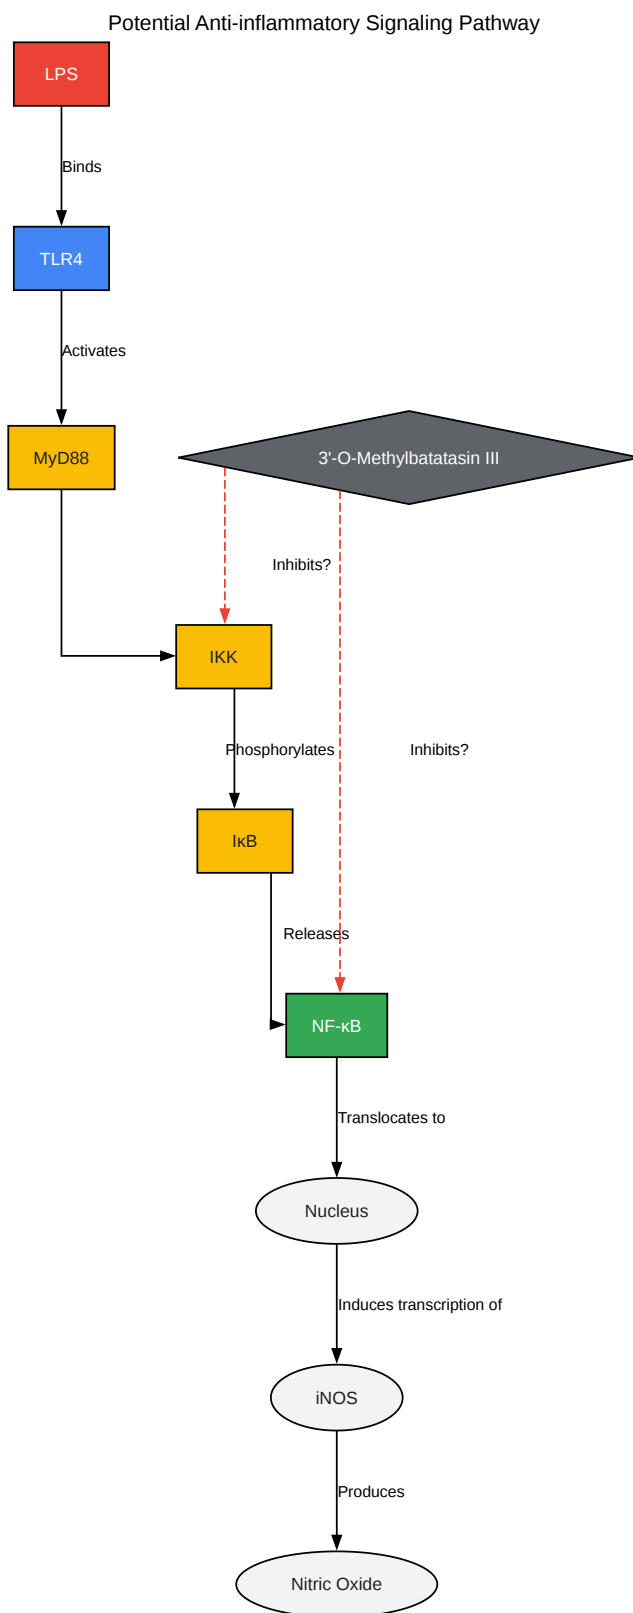 Potential Anti-inflammatory Signaling Pathway
LPS
Binds
TLR4
Activates
MyD88
3'-O-Methylbatatasin III
Inhibits?
IKK
Phosphorylates
Inhibits?
IκB
Releases
NF-κB
Translocates to
Nucleus
Induces transcription of
iNOS
Produces
Nitric Oxide